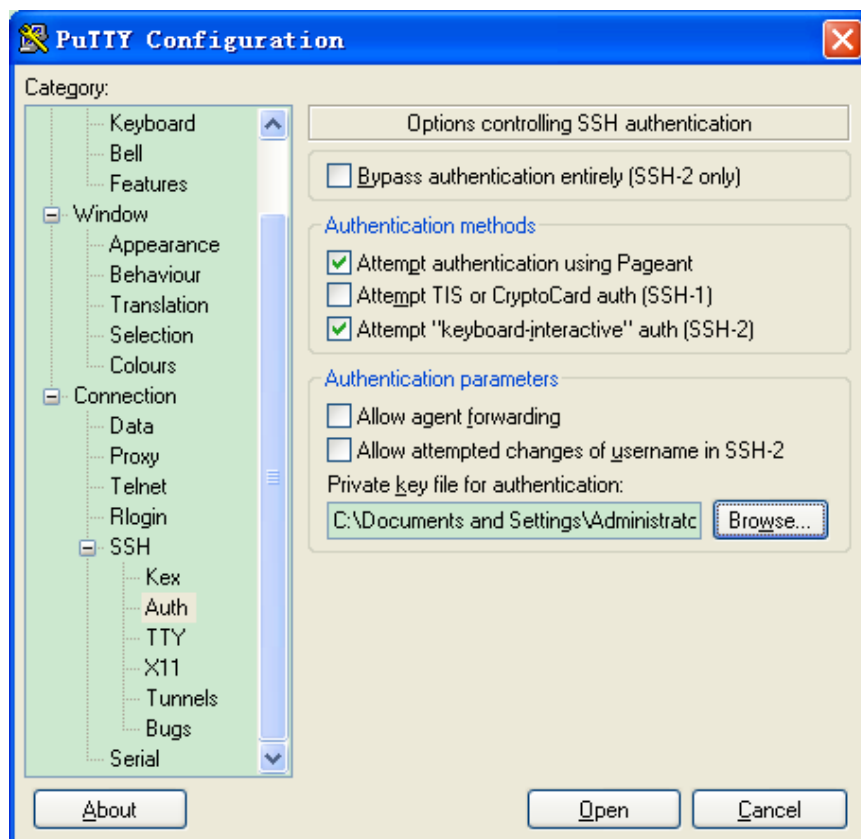 PuTTY Configuration
Category:
Keyboard
Bell
Features
Window
Appearance
Behaviour
Translation
Selection
Colours
Connection
Data
Proxy
Telnet
Rlogin
SSH
Kex
Auth
TTY
X11
Tunnels
Bugs
Serial
Options controlling SSH authentication
Bypass authentication entirely (SSH-2 only)
Authentication methods
Attempt authentication using Pageant
Attempt TIS or CryptoCard auth (SSH-1)
Attempt "keyboard-interactive" auth (SSH-2)
Authentication parameters
Allow agent forwarding
Allow attempted changes of username in SSH-2
Private key file for authentication:
C:\Documents and Settings\Administratc Browse...
About Open Cancel